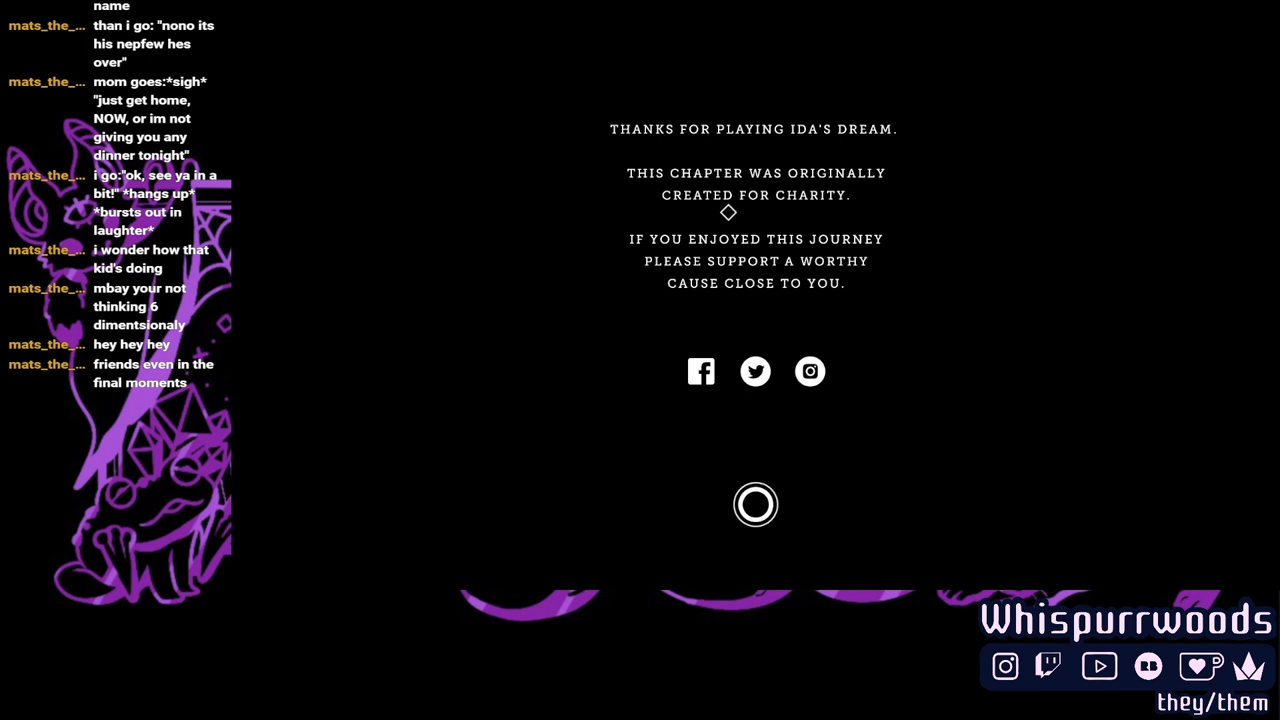 name
mats_the_... than i go: "nono its
his nepfew hes
over"
mats_the_... mom goes:*sigh*
"just get home,
NOW, or im not
giving you any
dinner tonight"
mats_the_... i go:"ok, see ya in a
bit!" *hangs up*
*bursts out in
laughter*
mats_the_... i wonder how that
kid's doing
mats_the_... mbay your not
thinking 6
dimentsionaly
mats_the_... hey hey hey
mats_the_... friends even in the
final moments
THANKS FOR PLAYING IDA'S DREAM.
THIS CHAPTER WAS ORIGINALLY
CREATED FOR CHARITY.
IF YOU ENJOYED THIS JOURNEY
PLEASE SUPPORT A WORTHY
CAUSE CLOSE TO YOU.
Whispurrwoods
they/them